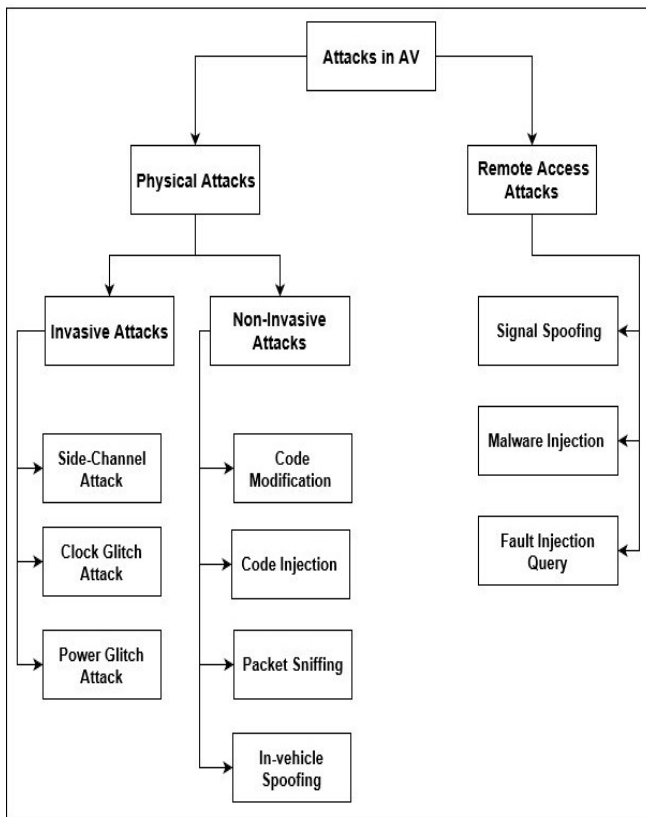 Attacks in AV
Physical Attacks
Remote Access
Attacks
Invasive Attacks
Non-Invasive
Attacks
Signal Spoofing
Side-Channel
Attack
Code
Modification
Malware Injection
Clock Glitch
Attack
Code Injection
Fault Injection
Query
Power Glitch
Attack
Packet Sniffing
In-vehicle
Spoofing